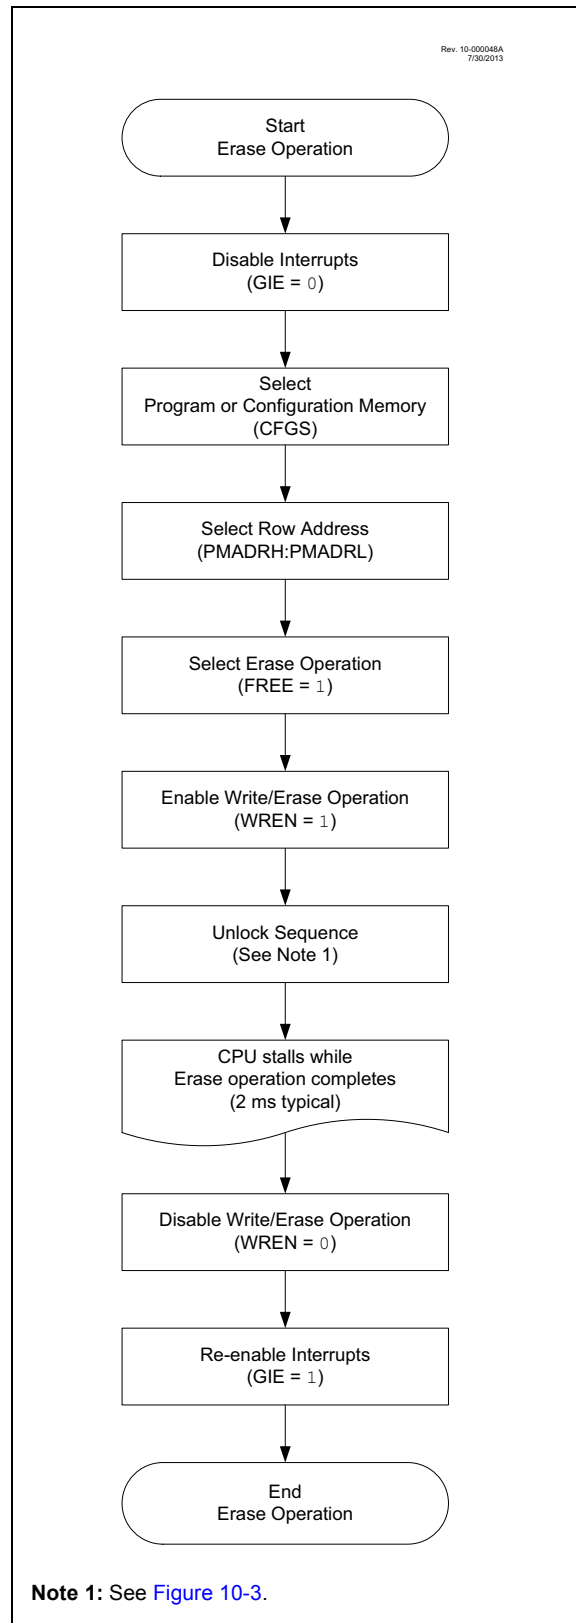 Rev. 10-000048A
7/30/2013
Start
Erase Operation
Disable Interrupts
(GIE = 0)
Select
Program or Configuration Memory
(CFGS)
Select Row Address
(PMADRH:PMADRL)
Select Erase Operation
(FREE = 1)
Enable Write/Erase Operation
(WREN = 1)
Unlock Sequence
(See Note 1)
CPU stalls while
Erase operation completes
(2 ms typical)
Disable Write/Erase Operation
(WREN = 0)
Re-enable Interrupts
(GIE = 1)
End
Erase Operation
Note 1: See Figure 10-3.